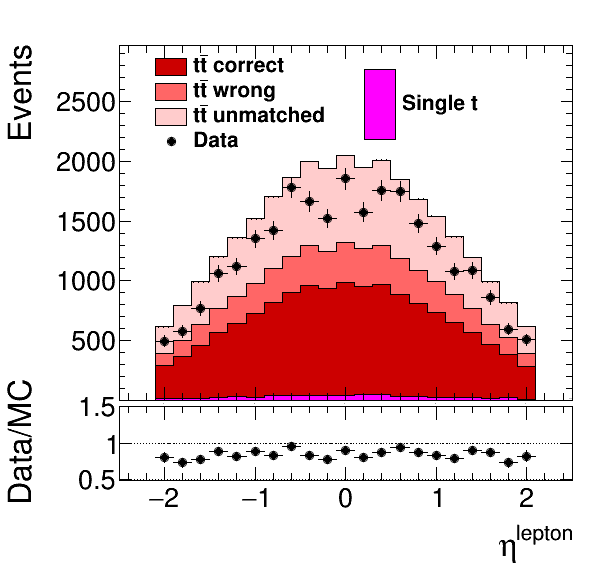 Events
tt̄ correct
tt̄ wrong
tt̄ unmatched
Data
Single t
2500
2000
1500
1000
500
Data/MC
1.5
1
0.5
−2 −1 0 1 2
η^lepton